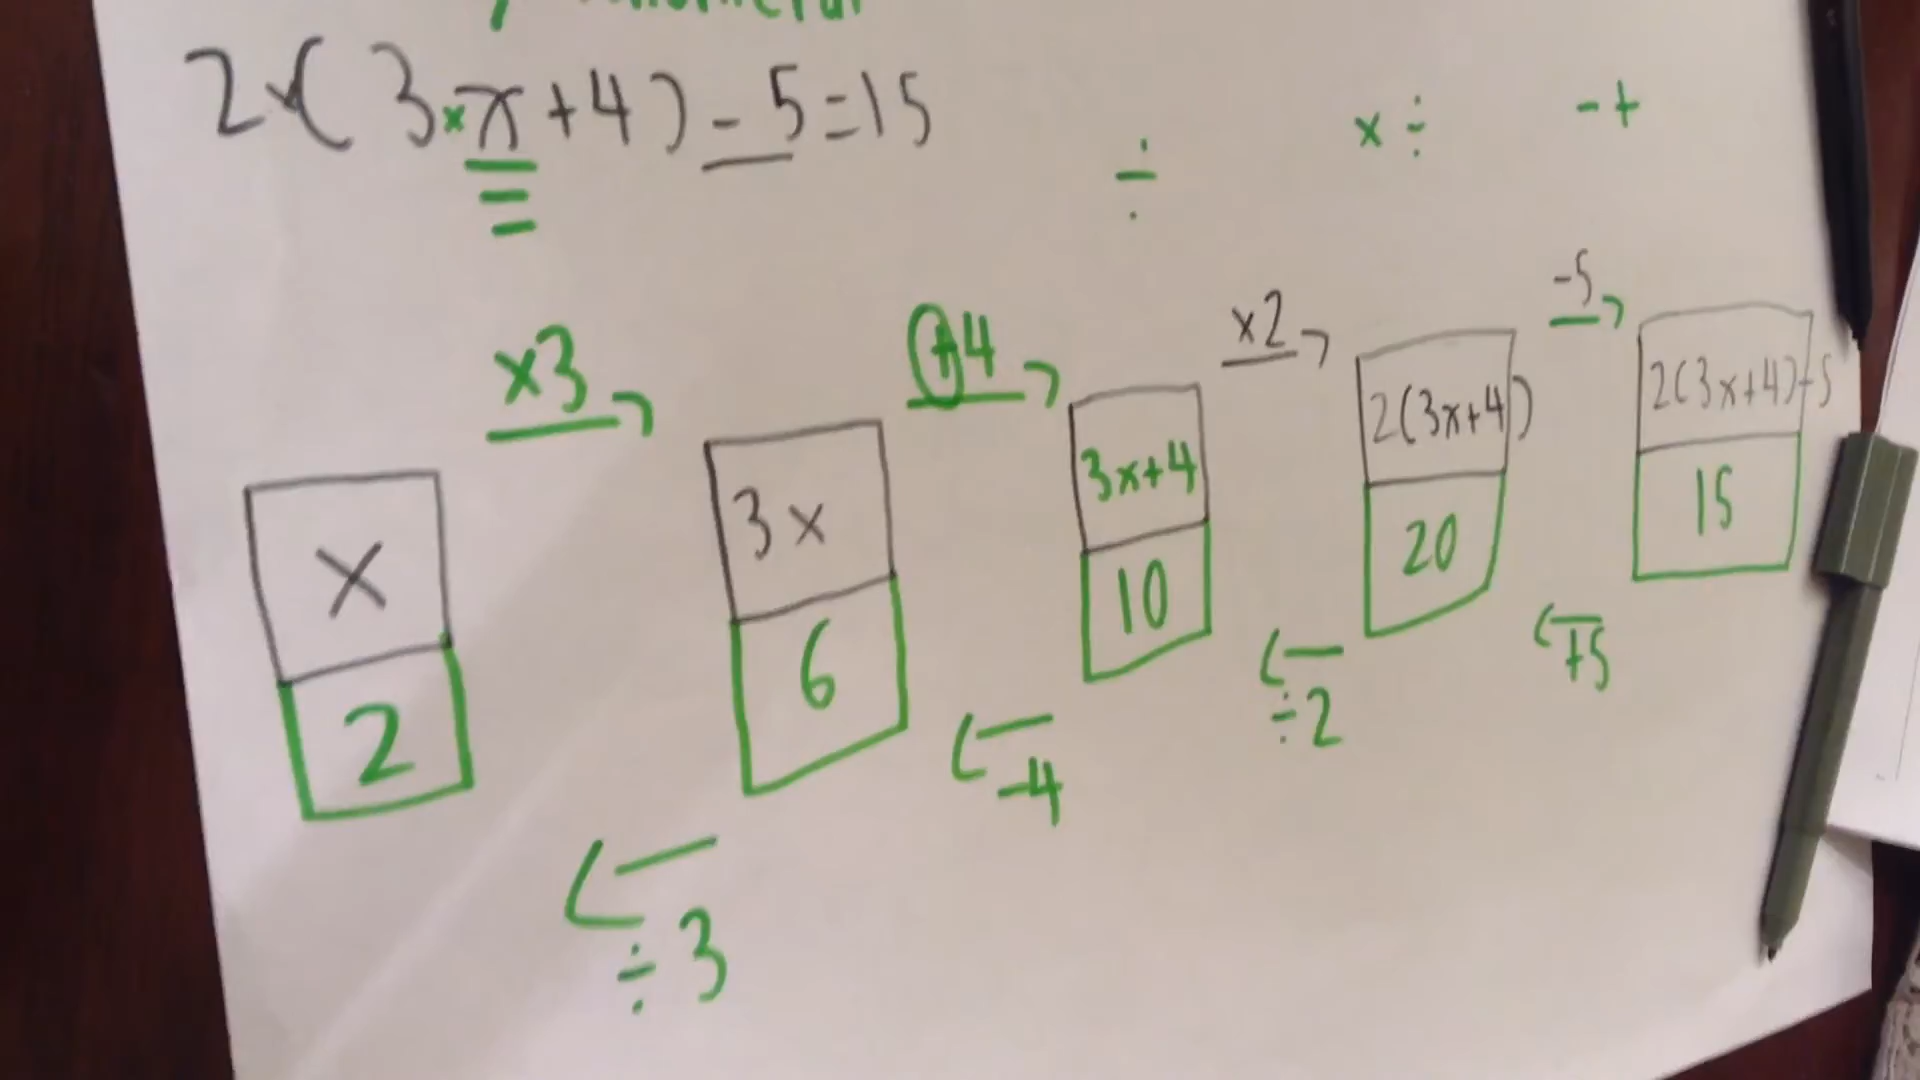 2×(3×x+4)-5=15
÷ ×÷ -+
×3 +4 ×2 -5
x 3x 3x+4 2(3x+4) 2(3x+4)-5
2 6 10 20 15
÷3 -4 ÷2 +5